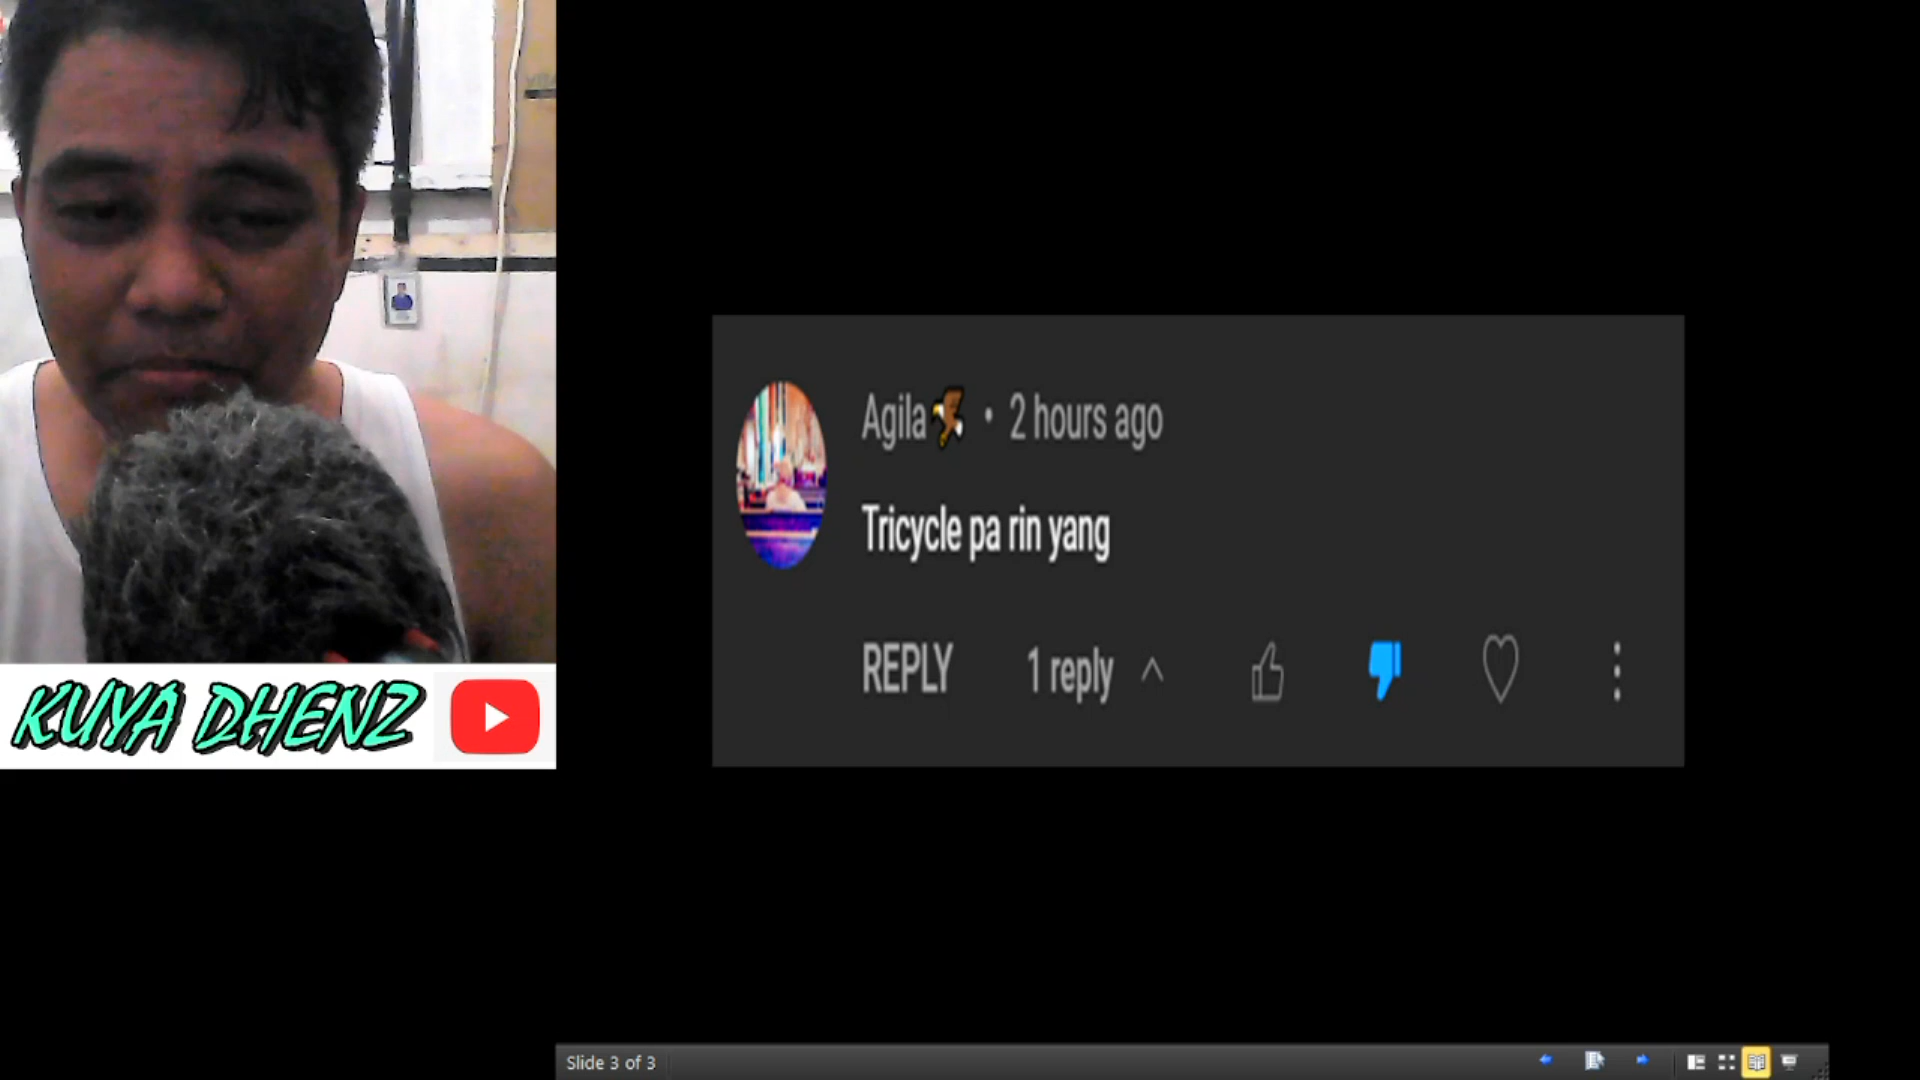 KUYA DHENZ
Agila🦅 • 2 hours ago
Tricycle pa rin yang
REPLY 1 reply
Slide 3 of 3